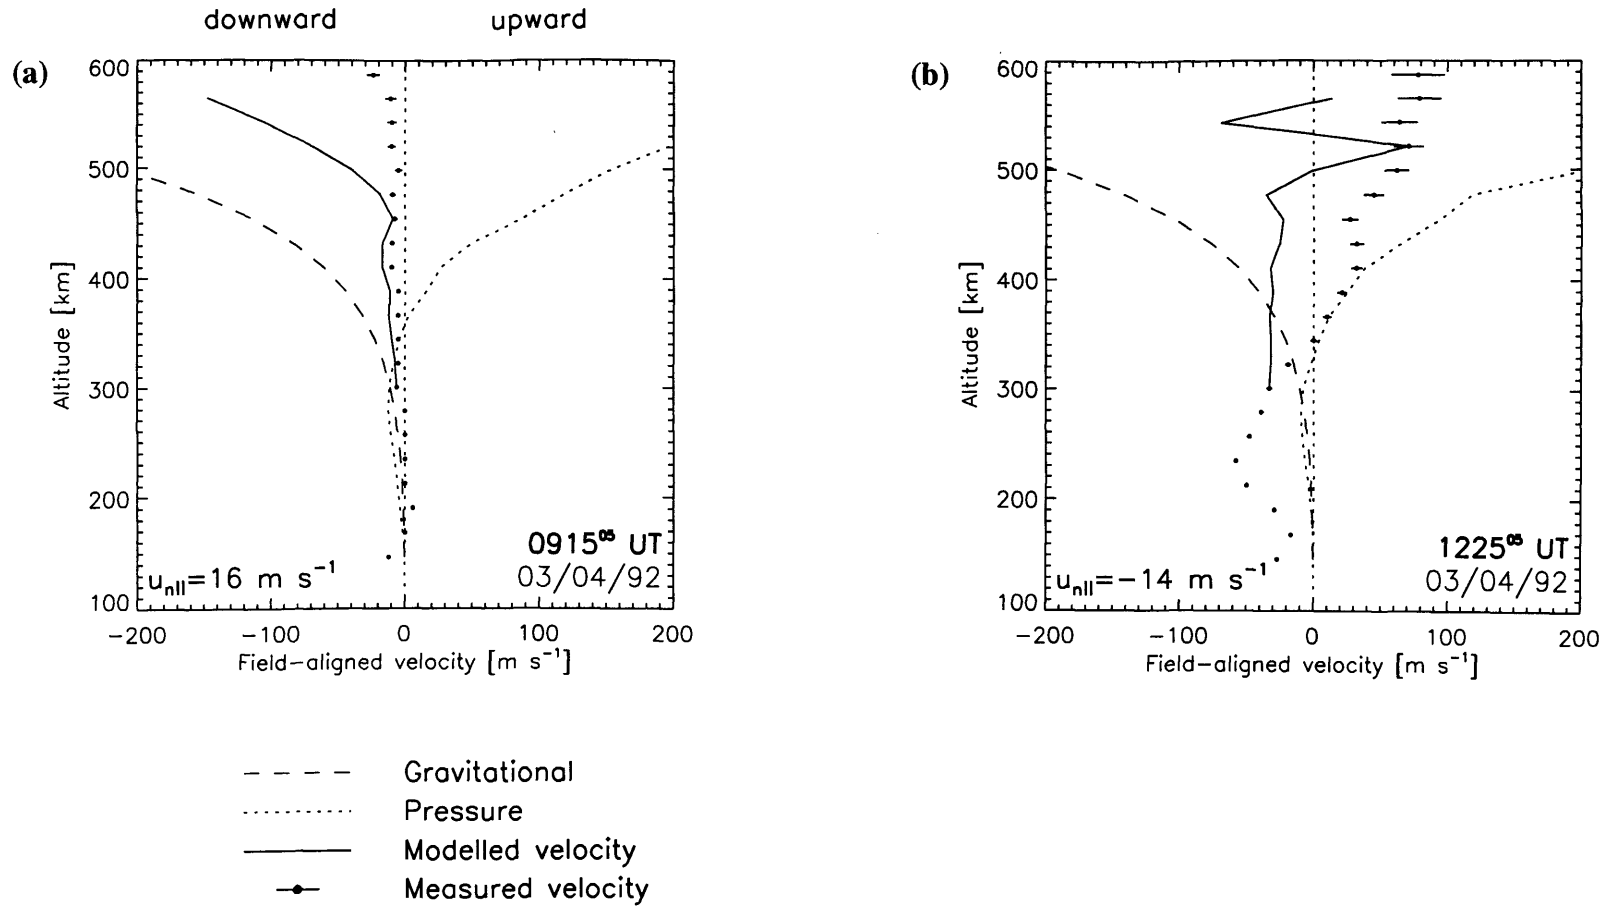 downward upward
(a)
600
500
400
300
200
100
Altitude [km]
0915⁰⁵ UT
03/04/92
uₙ‖=16 m s⁻¹
−200 −100 0 100 200
Field−aligned velocity [m s⁻¹]
(b)
600
500
400
300
200
100
Altitude [km]
1225⁰⁵ UT
03/04/92
uₙ‖=−14 m s⁻¹
−200 −100 0 100 200
Field−aligned velocity [m s⁻¹]
Gravitational
Pressure
Modelled velocity
Measured velocity